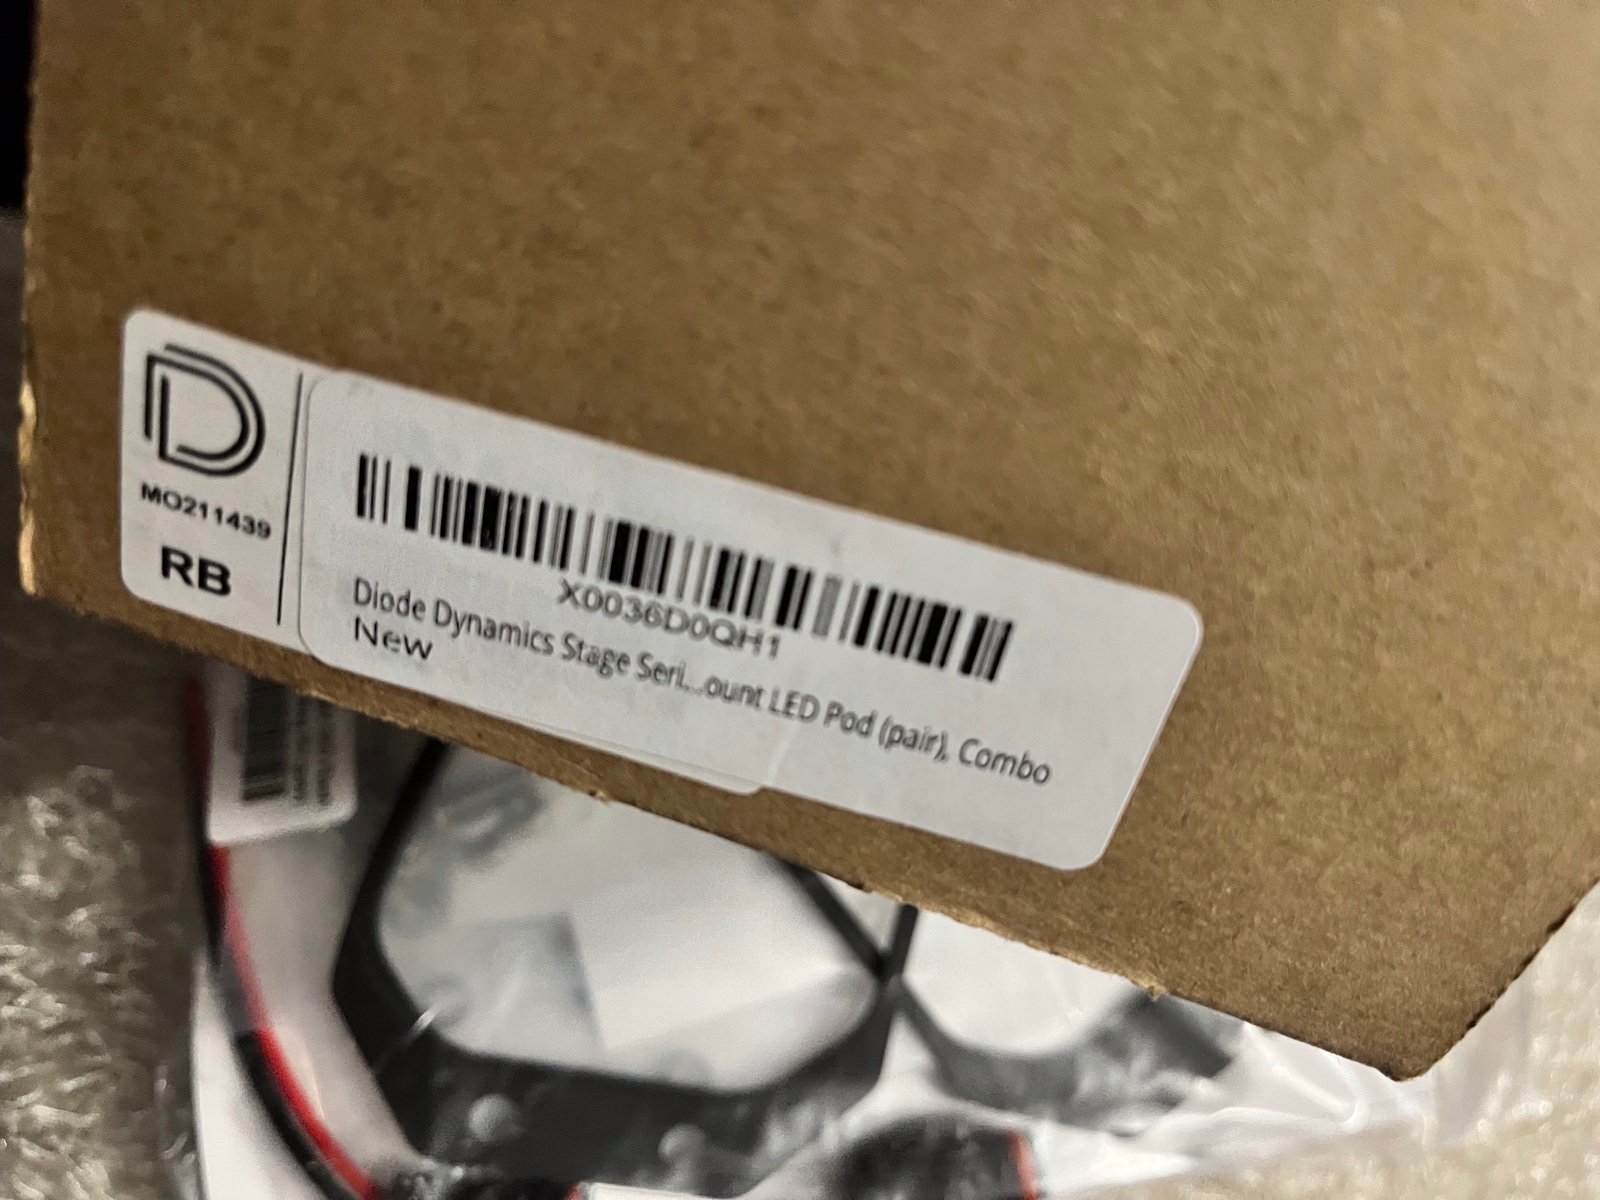 MO211439
RB
X0036D0QH1
Diode Dynamics Stage Seri...ount LED Pod (pair), Combo
New